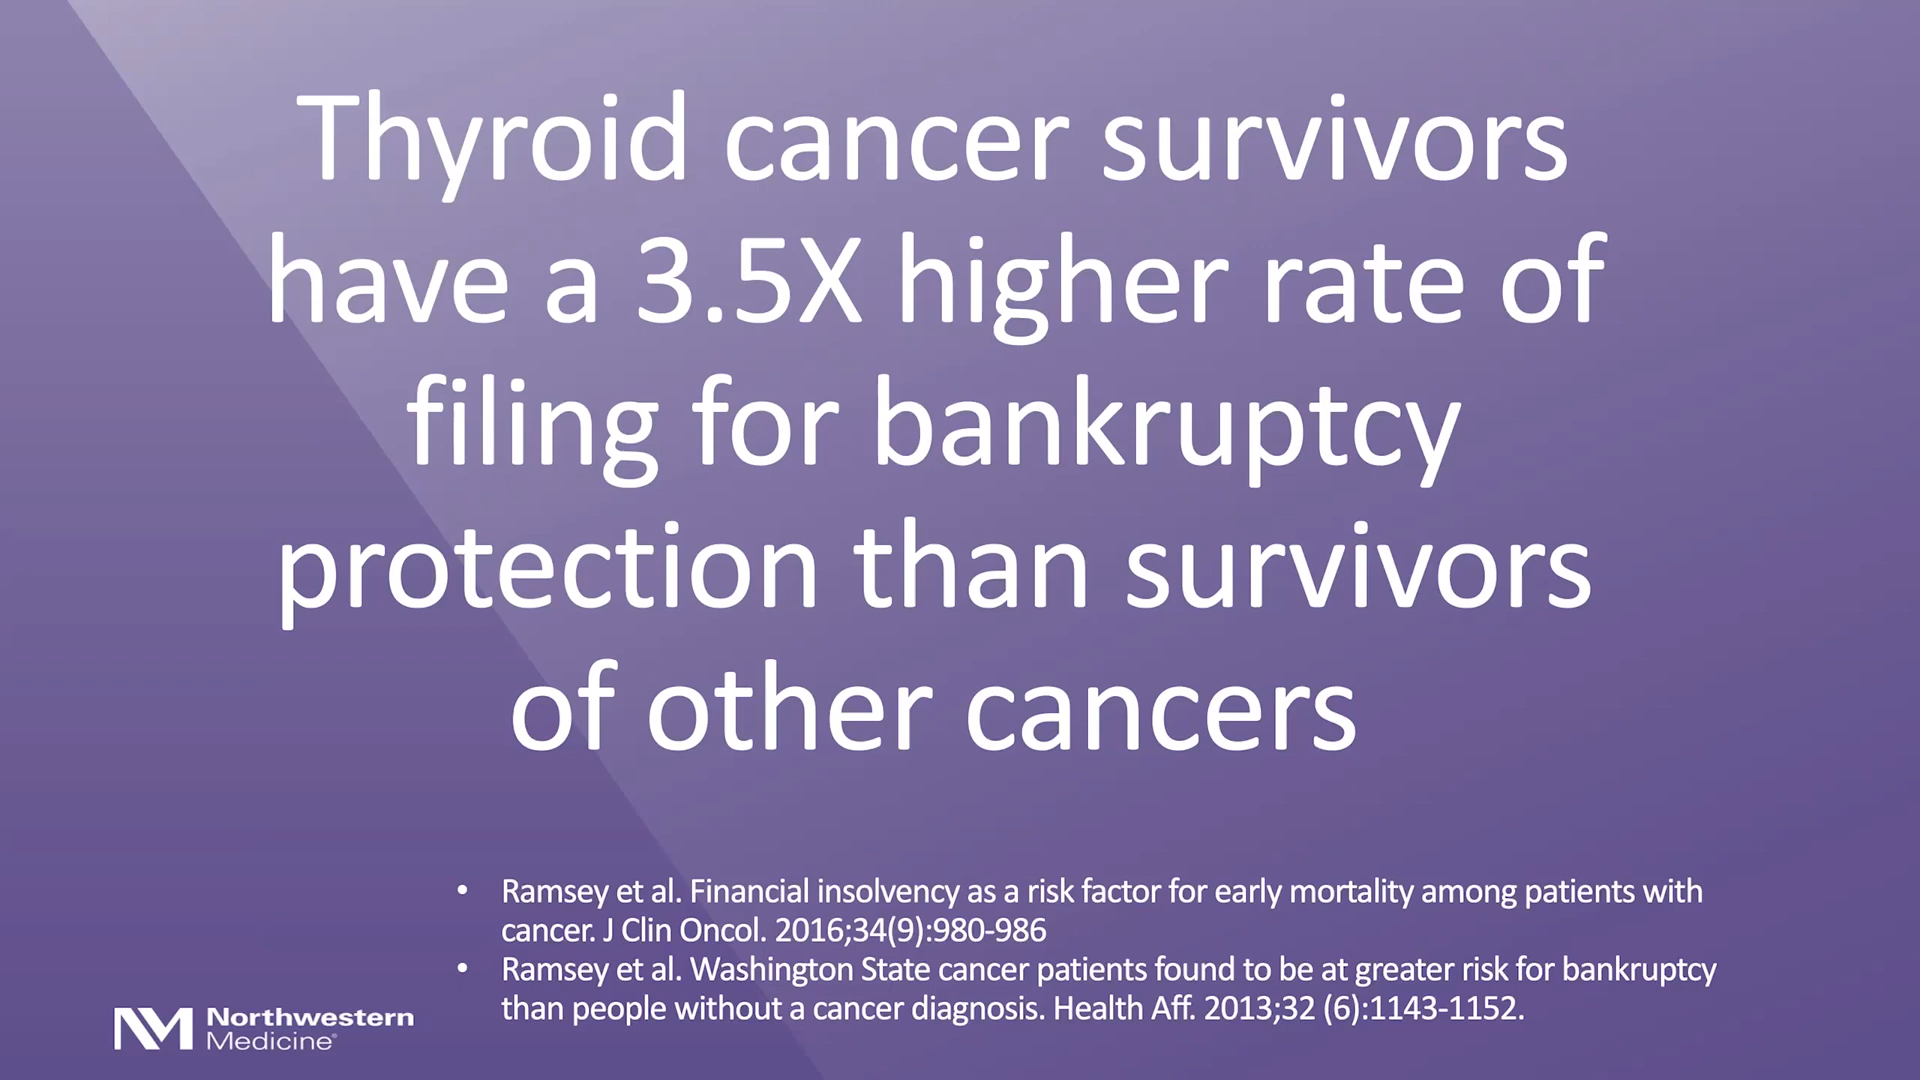 Thyroid cancer survivors
have a 3.5X higher rate of
filing for bankruptcy
protection than survivors
of other cancers
• Ramsey et al. Financial insolvency as a risk factor for early mortality among patients with
cancer. J Clin Oncol. 2016;34(9):980-986
• Ramsey et al. Washington State cancer patients found to be at greater risk for bankruptcy
than people without a cancer diagnosis. Health Aff. 2013;32 (6):1143-1152.
NM Northwestern
Medicine®